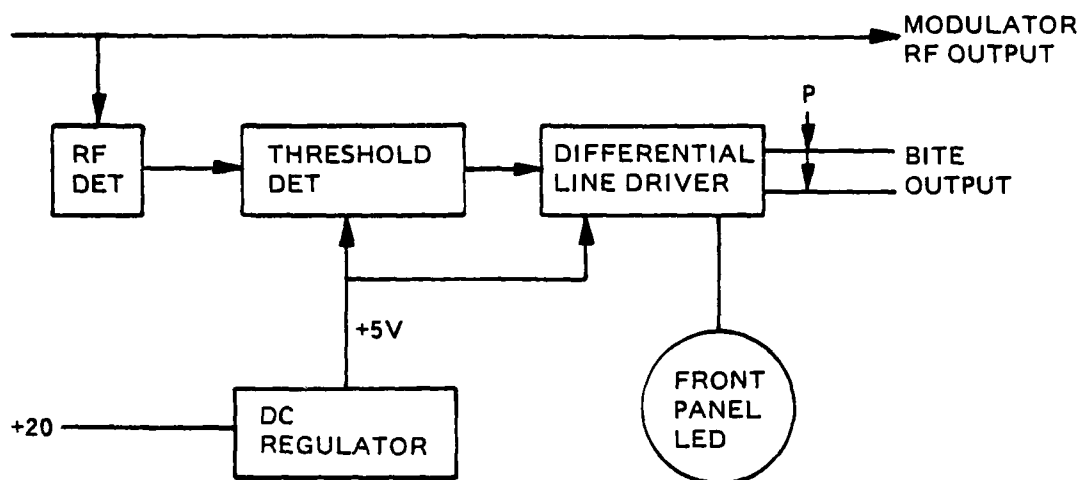 MODULATOR
RF OUTPUT
P
RF
DET
THRESHOLD
DET
DIFFERENTIAL
LINE DRIVER
BITE
OUTPUT
+5V
+20
DC
REGULATOR
FRONT
PANEL
LED